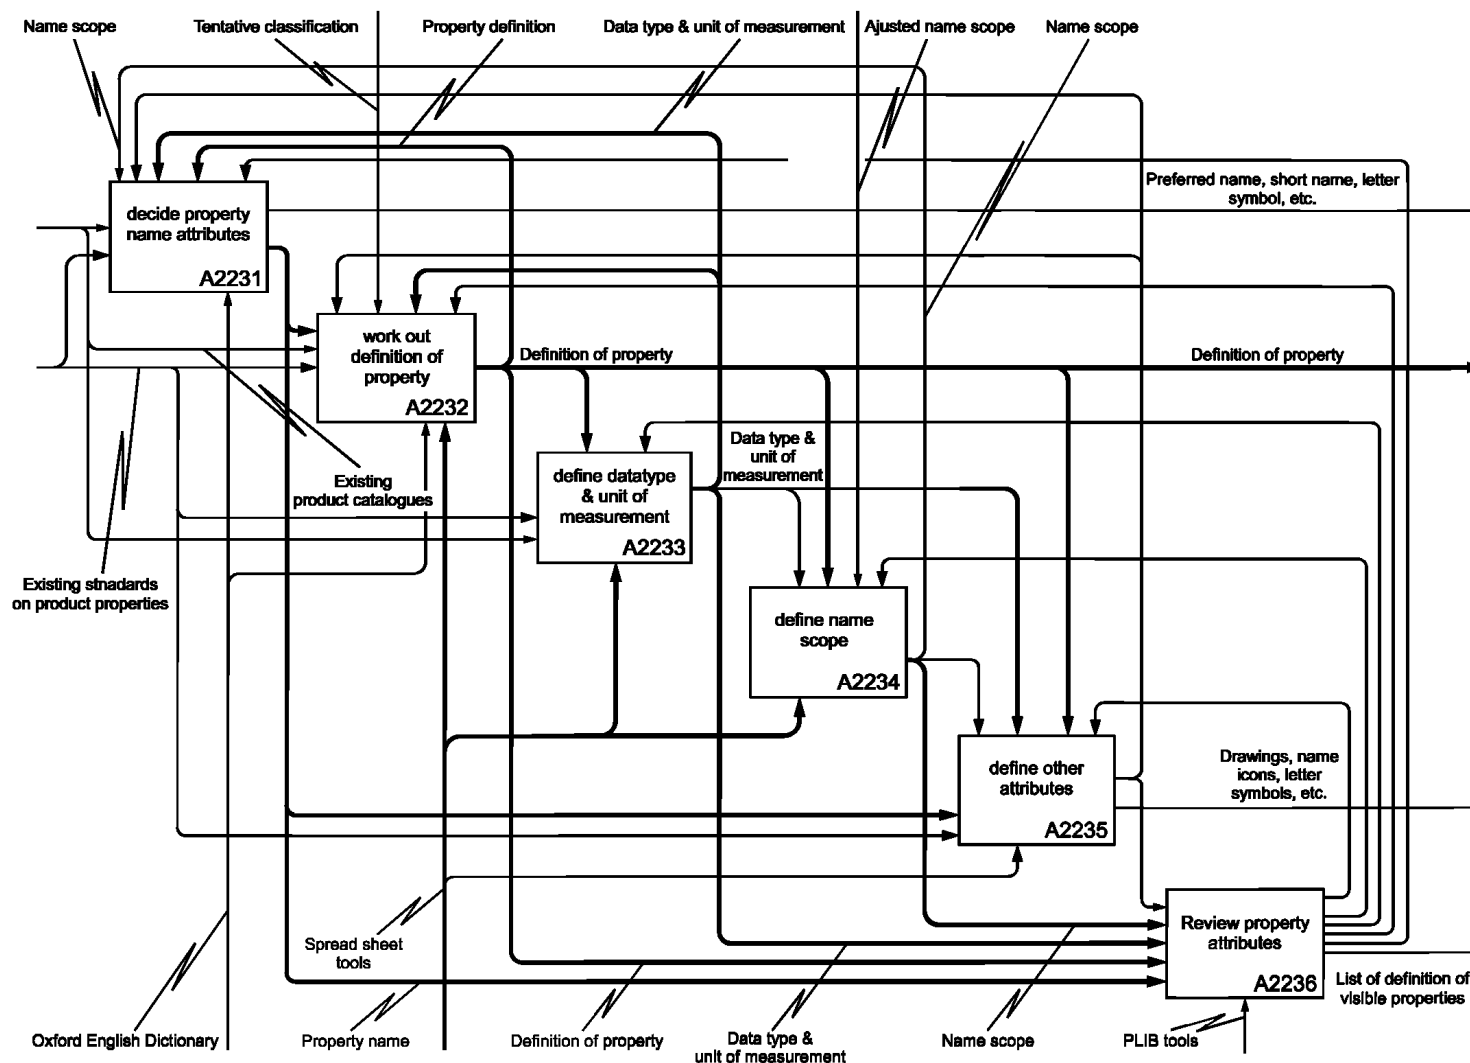 Name scope
Tentative classification
Property definition
Data type & unit of measurement
Ajusted name scope
Name scope
Preferred name, short name, letter
symbol, etc.
decide property
name attributes
A2231
work out
definition of
property
A2232
Definition of property
Definition of property
Data type &
unit of
measurement
define datatype
& unit of
measurement
A2233
Existing
product catalogues
Existing stnadards
on product properties
define name
scope
A2234
define other
attributes
A2235
Drawings, name
icons, letter
symbols, etc.
Review property
attributes
A2236
List of definition of
visible properties
Spread sheet
tools
Oxford English Dictionary
Property name
Definition of property
Data type &
unit of measurement
Name scope
PLIB tools